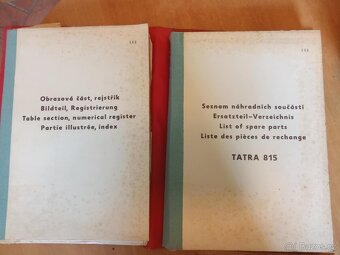 Obrazová část, rejstřík
Bildteil, Registrierung
Table section, numerical register
Partie illustrée, index
Seznam náhradních součástí
Ersatzteil-Verzeichnis
List of spare parts
Liste des pièces de rechange
TATRA 815